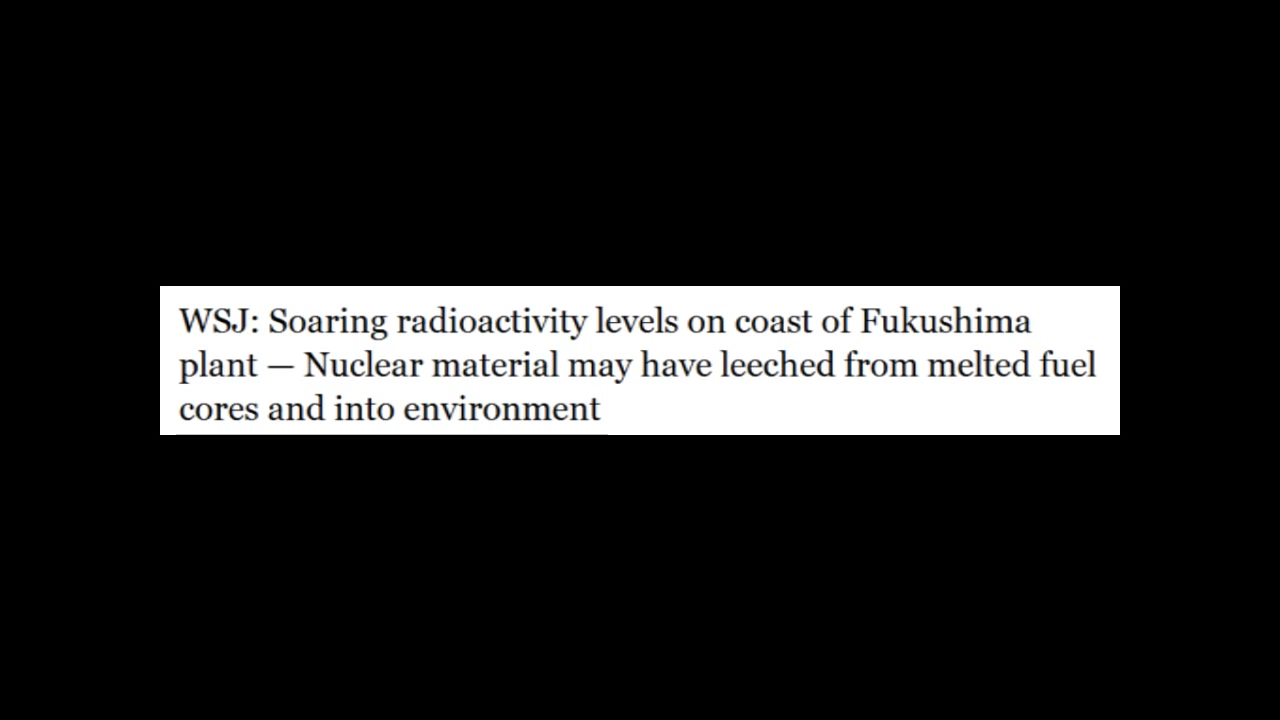 WSJ: Soaring radioactivity levels on coast of Fukushima
plant — Nuclear material may have leeched from melted fuel
cores and into environment